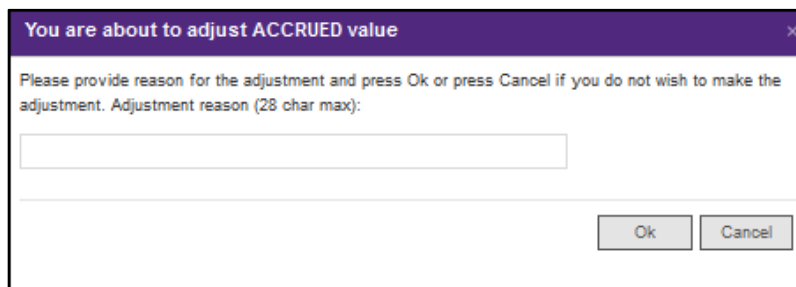 You are about to adjust ACCRUED value
Please provide reason for the adjustment and press Ok or press Cancel if you do not wish to make the
adjustment. Adjustment reason (28 char max):
Ok
Cancel